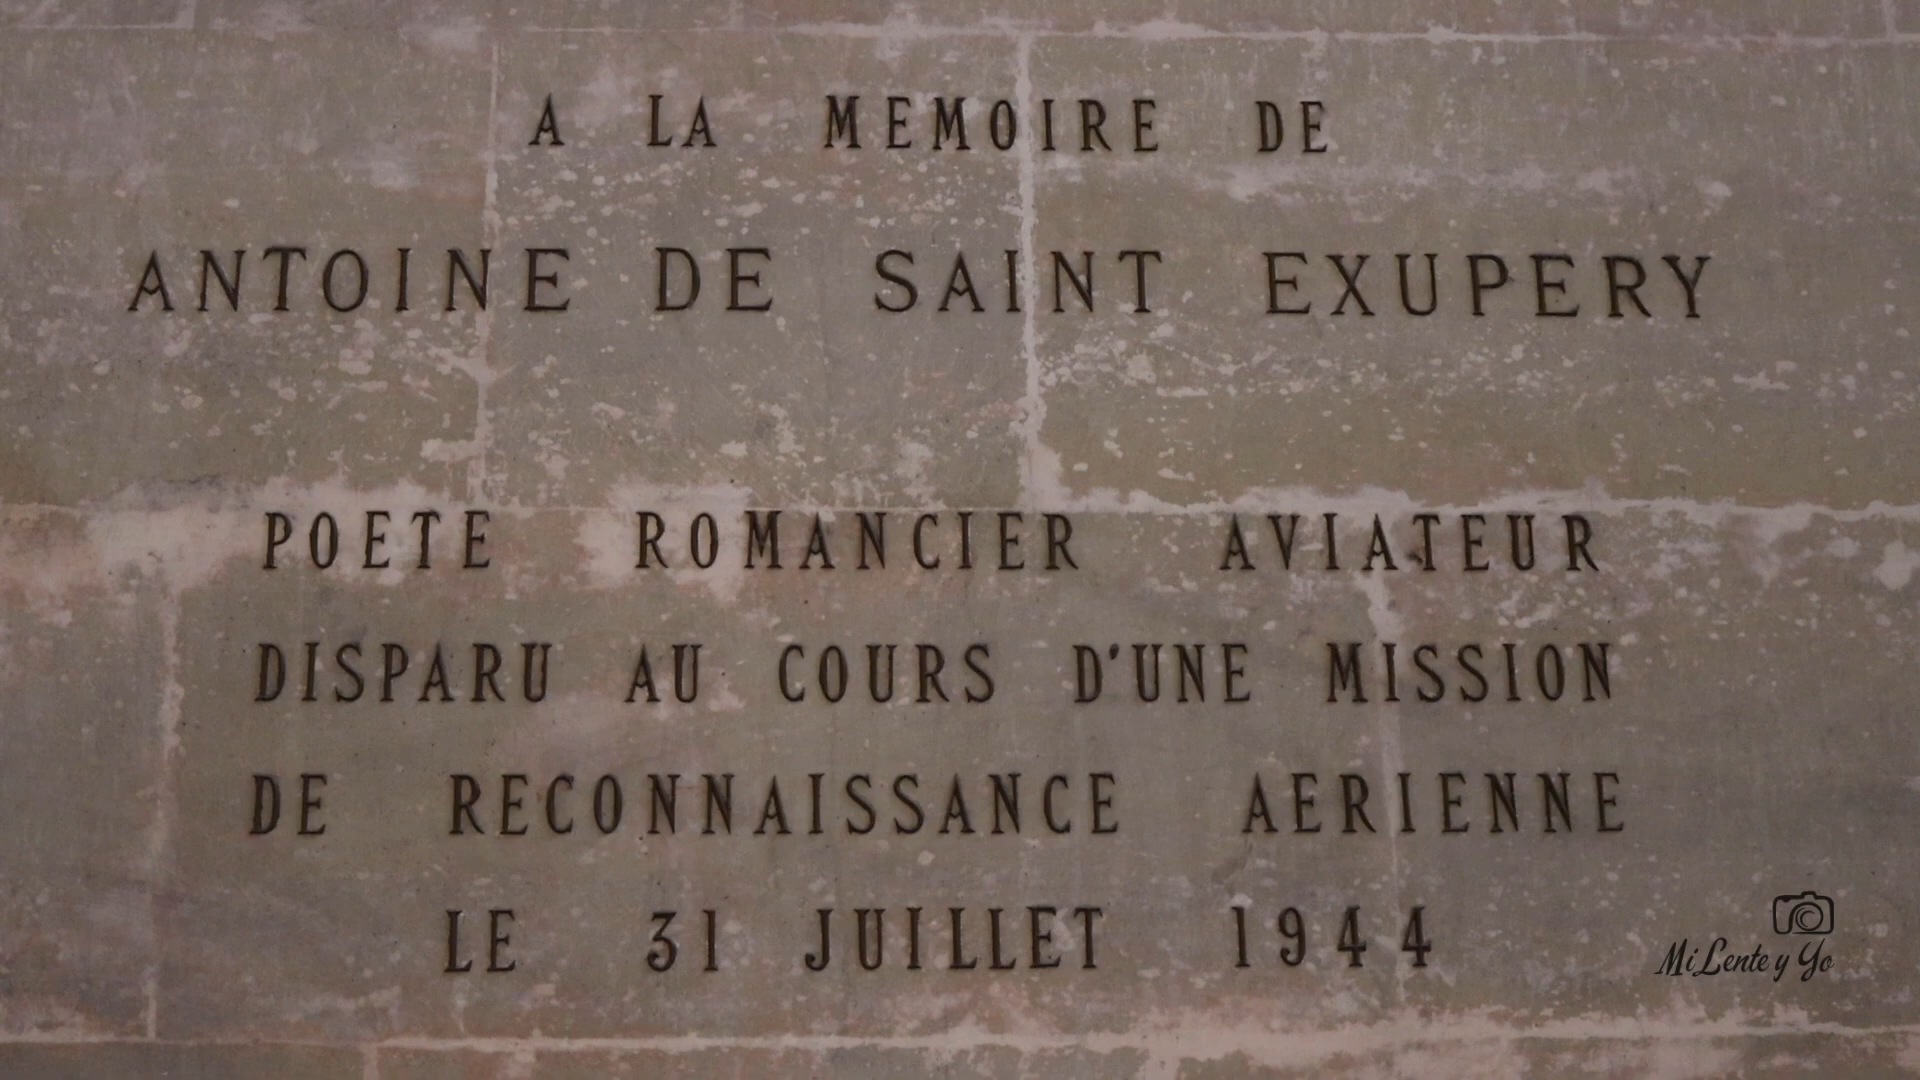 A LA MEMOIRE DE
ANTOINE DE SAINT EXUPERY
POETE ROMANCIER AVIATEUR
DISPARU AU COURS D'UNE MISSION
DE RECONNAISSANCE AERIENNE
LE 31 JUILLET 1944
Mi Lente y Yo